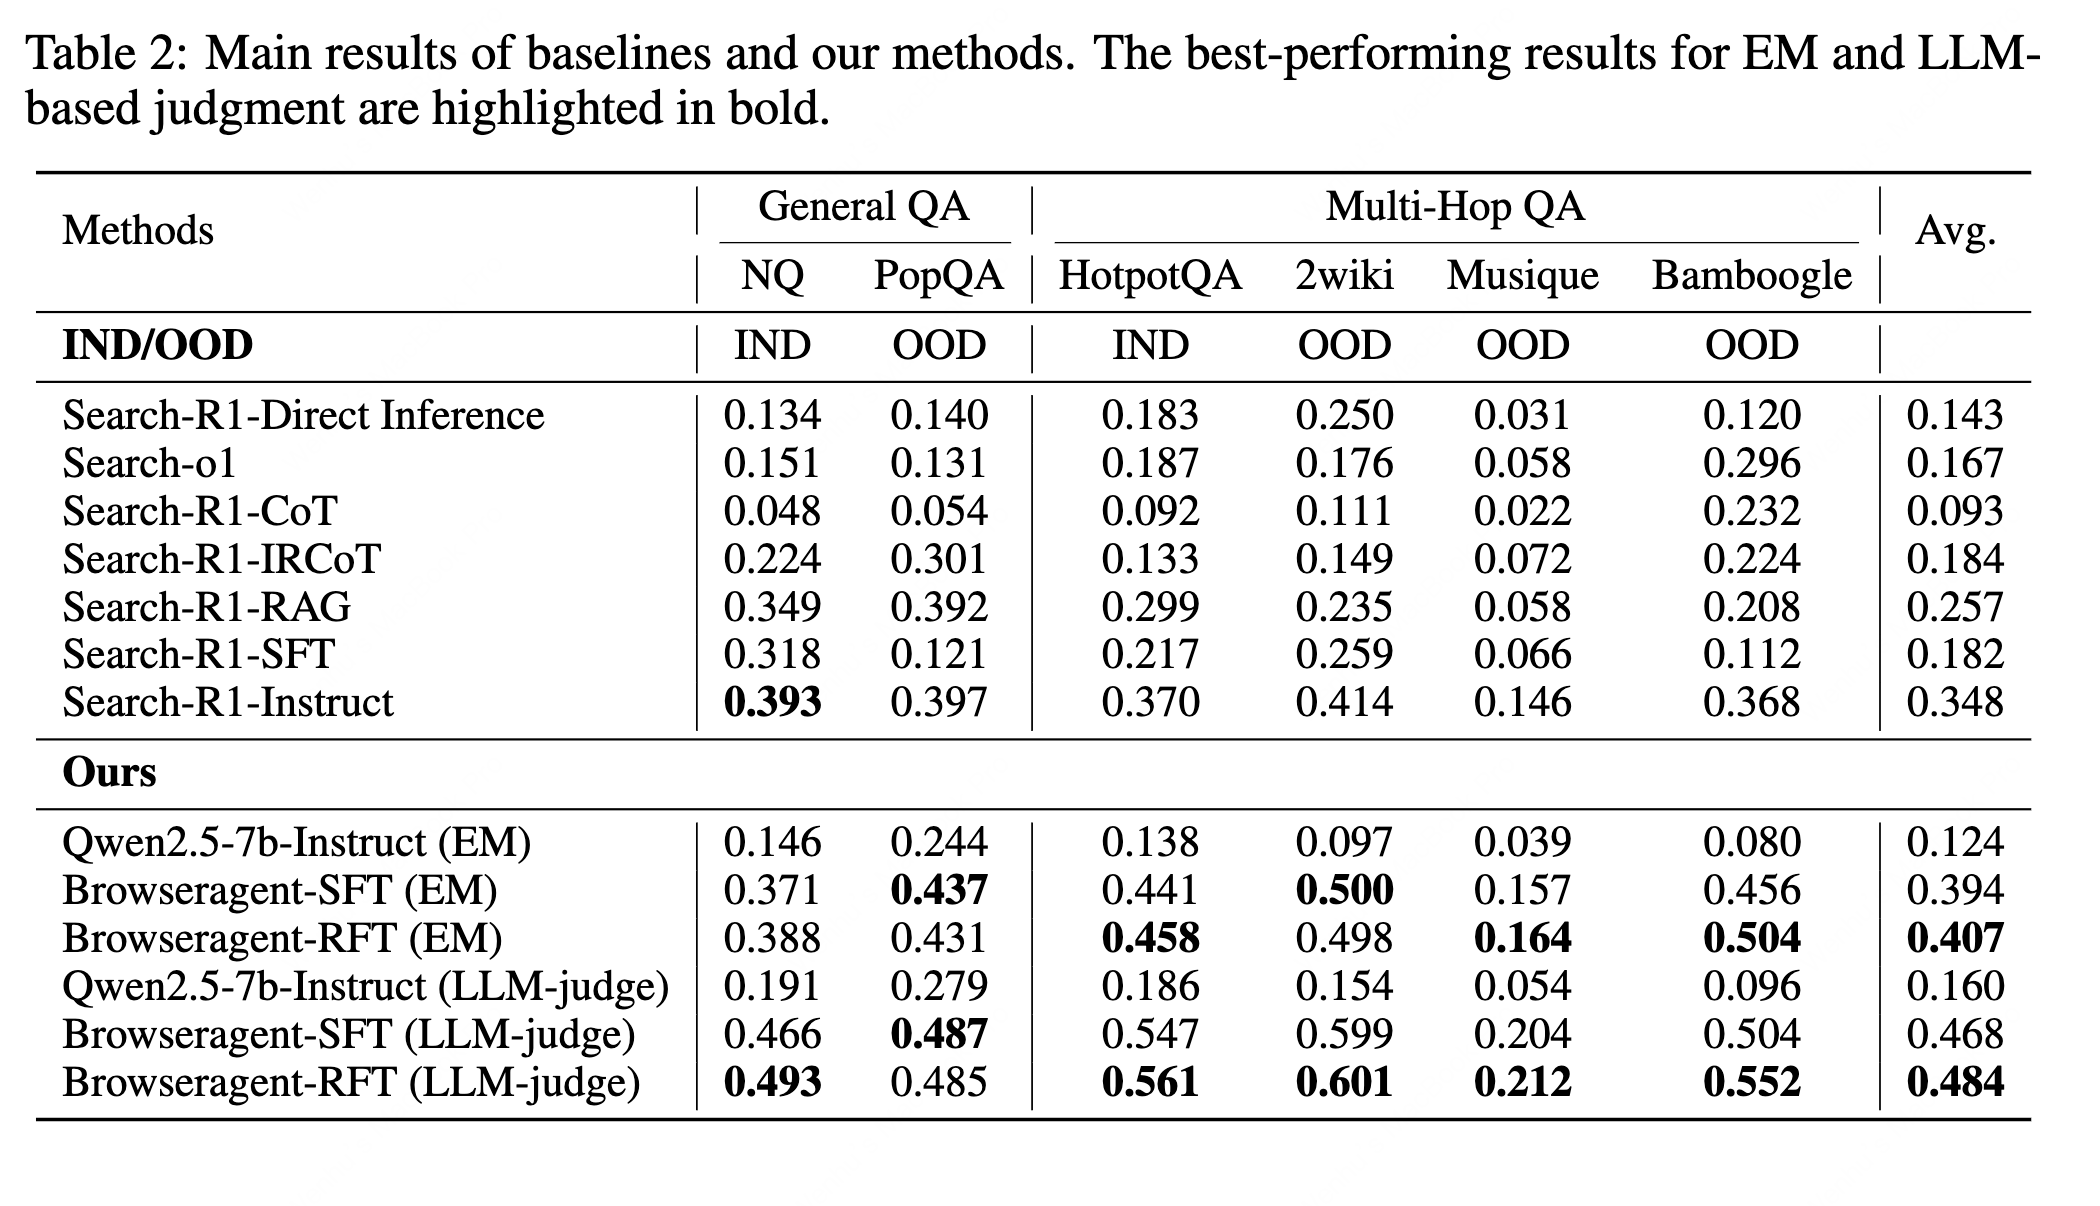 Table 2: Main results of baselines and our methods. The best-performing results for EM and LLM-
based judgment are highlighted in bold.
Methods General QA Multi-Hop QA Avg.
NQ PopQA HotpotQA 2wiki Musique Bamboogle
IND/OOD IND OOD IND OOD OOD OOD
Search-R1-Direct Inference 0.134 0.140 0.183 0.250 0.031 0.120 0.143
Search-o1 0.151 0.131 0.187 0.176 0.058 0.296 0.167
Search-R1-CoT 0.048 0.054 0.092 0.111 0.022 0.232 0.093
Search-R1-IRCoT 0.224 0.301 0.133 0.149 0.072 0.224 0.184
Search-R1-RAG 0.349 0.392 0.299 0.235 0.058 0.208 0.257
Search-R1-SFT 0.318 0.121 0.217 0.259 0.066 0.112 0.182
Search-R1-Instruct 0.393 0.397 0.370 0.414 0.146 0.368 0.348
Ours
Qwen2.5-7b-Instruct (EM) 0.146 0.244 0.138 0.097 0.039 0.080 0.124
Browseragent-SFT (EM) 0.371 0.437 0.441 0.500 0.157 0.456 0.394
Browseragent-RFT (EM) 0.388 0.431 0.458 0.498 0.164 0.504 0.407
Qwen2.5-7b-Instruct (LLM-judge) 0.191 0.279 0.186 0.154 0.054 0.096 0.160
Browseragent-SFT (LLM-judge) 0.466 0.487 0.547 0.599 0.204 0.504 0.468
Browseragent-RFT (LLM-judge) 0.493 0.485 0.561 0.601 0.212 0.552 0.484